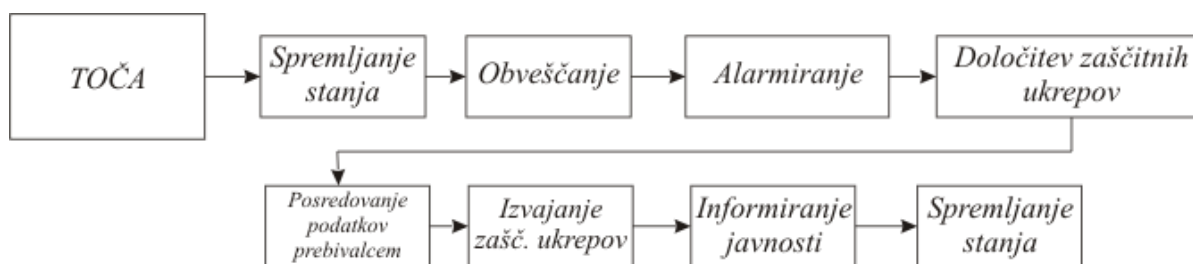 TOČA
Spremljanje
stanja
Obveščanje
Alarmiranje
Določitev zaščitnih
ukrepov
Posredovanje
podatkov
prebivalcem
Izvajanje
zašč. ukrepov
Informiranje
javnosti
Spremljanje
stanja